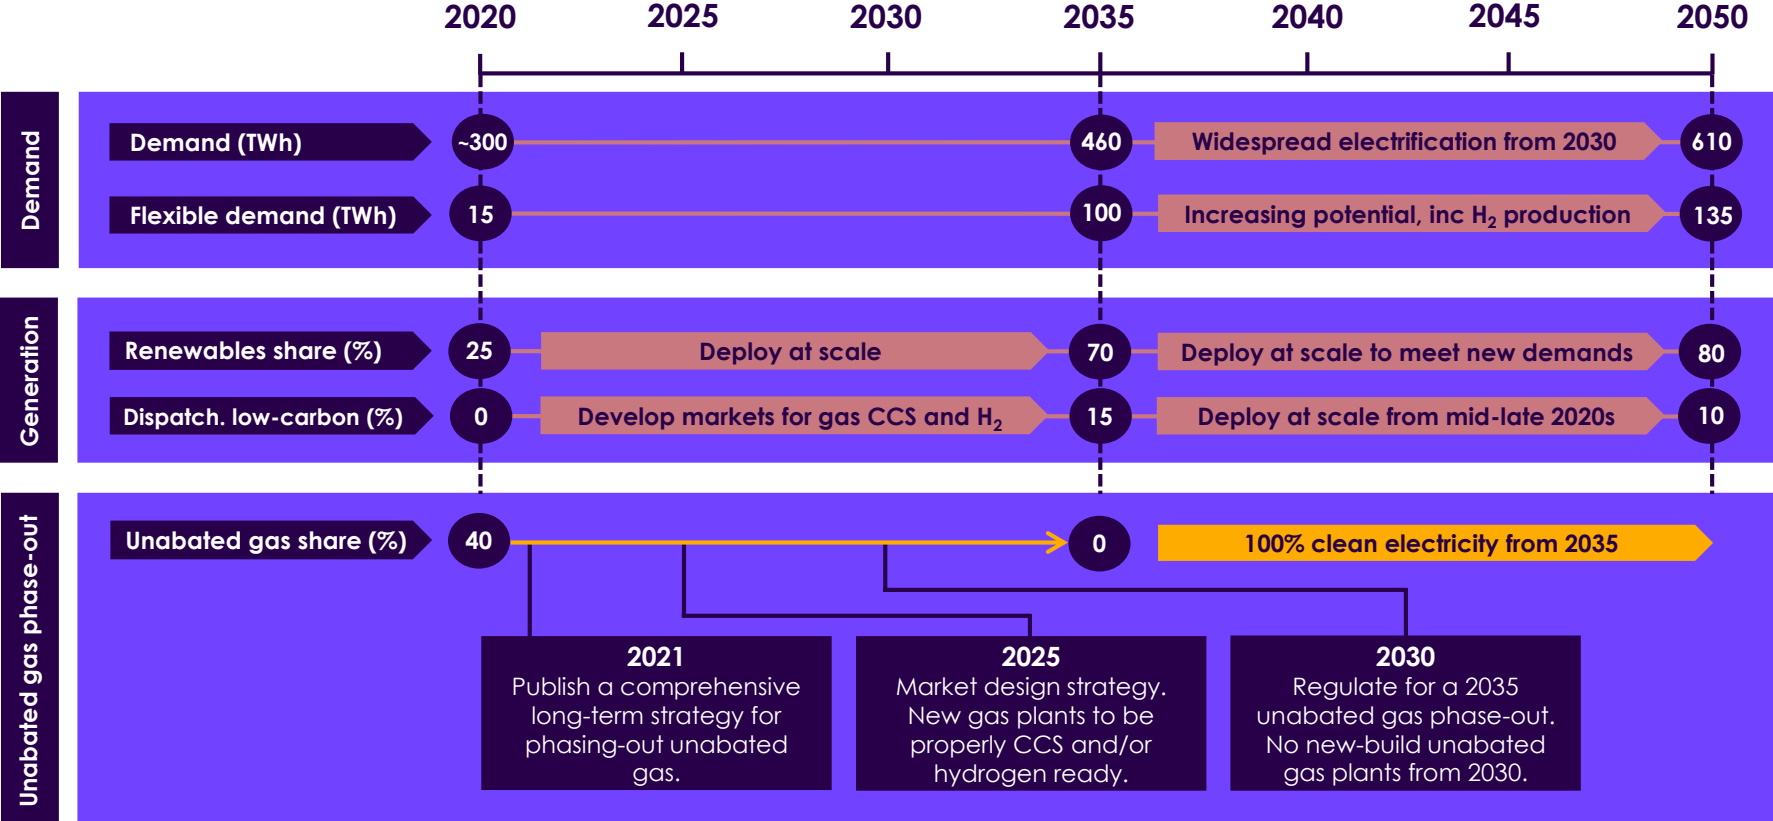 2020 2025 2030 2035 2040 2045 2050
Demand
Demand (TWh) ~300 460 Widespread electrification from 2030 610
Flexible demand (TWh) 15 100 Increasing potential, inc H₂ production 135
Generation
Renewables share (%) 25 Deploy at scale 70 Deploy at scale to meet new demands 80
Dispatch. low-carbon (%) 0 Develop markets for gas CCS and H₂ 15 Deploy at scale from mid-late 2020s 10
Unabated gas phase-out
Unabated gas share (%) 40 0 100% clean electricity from 2035
2021
Publish a comprehensive
long-term strategy for
phasing-out unabated
gas.
2025
Market design strategy.
New gas plants to be
properly CCS and/or
hydrogen ready.
2030
Regulate for a 2035
unabated gas phase-out.
No new-build unabated
gas plants from 2030.